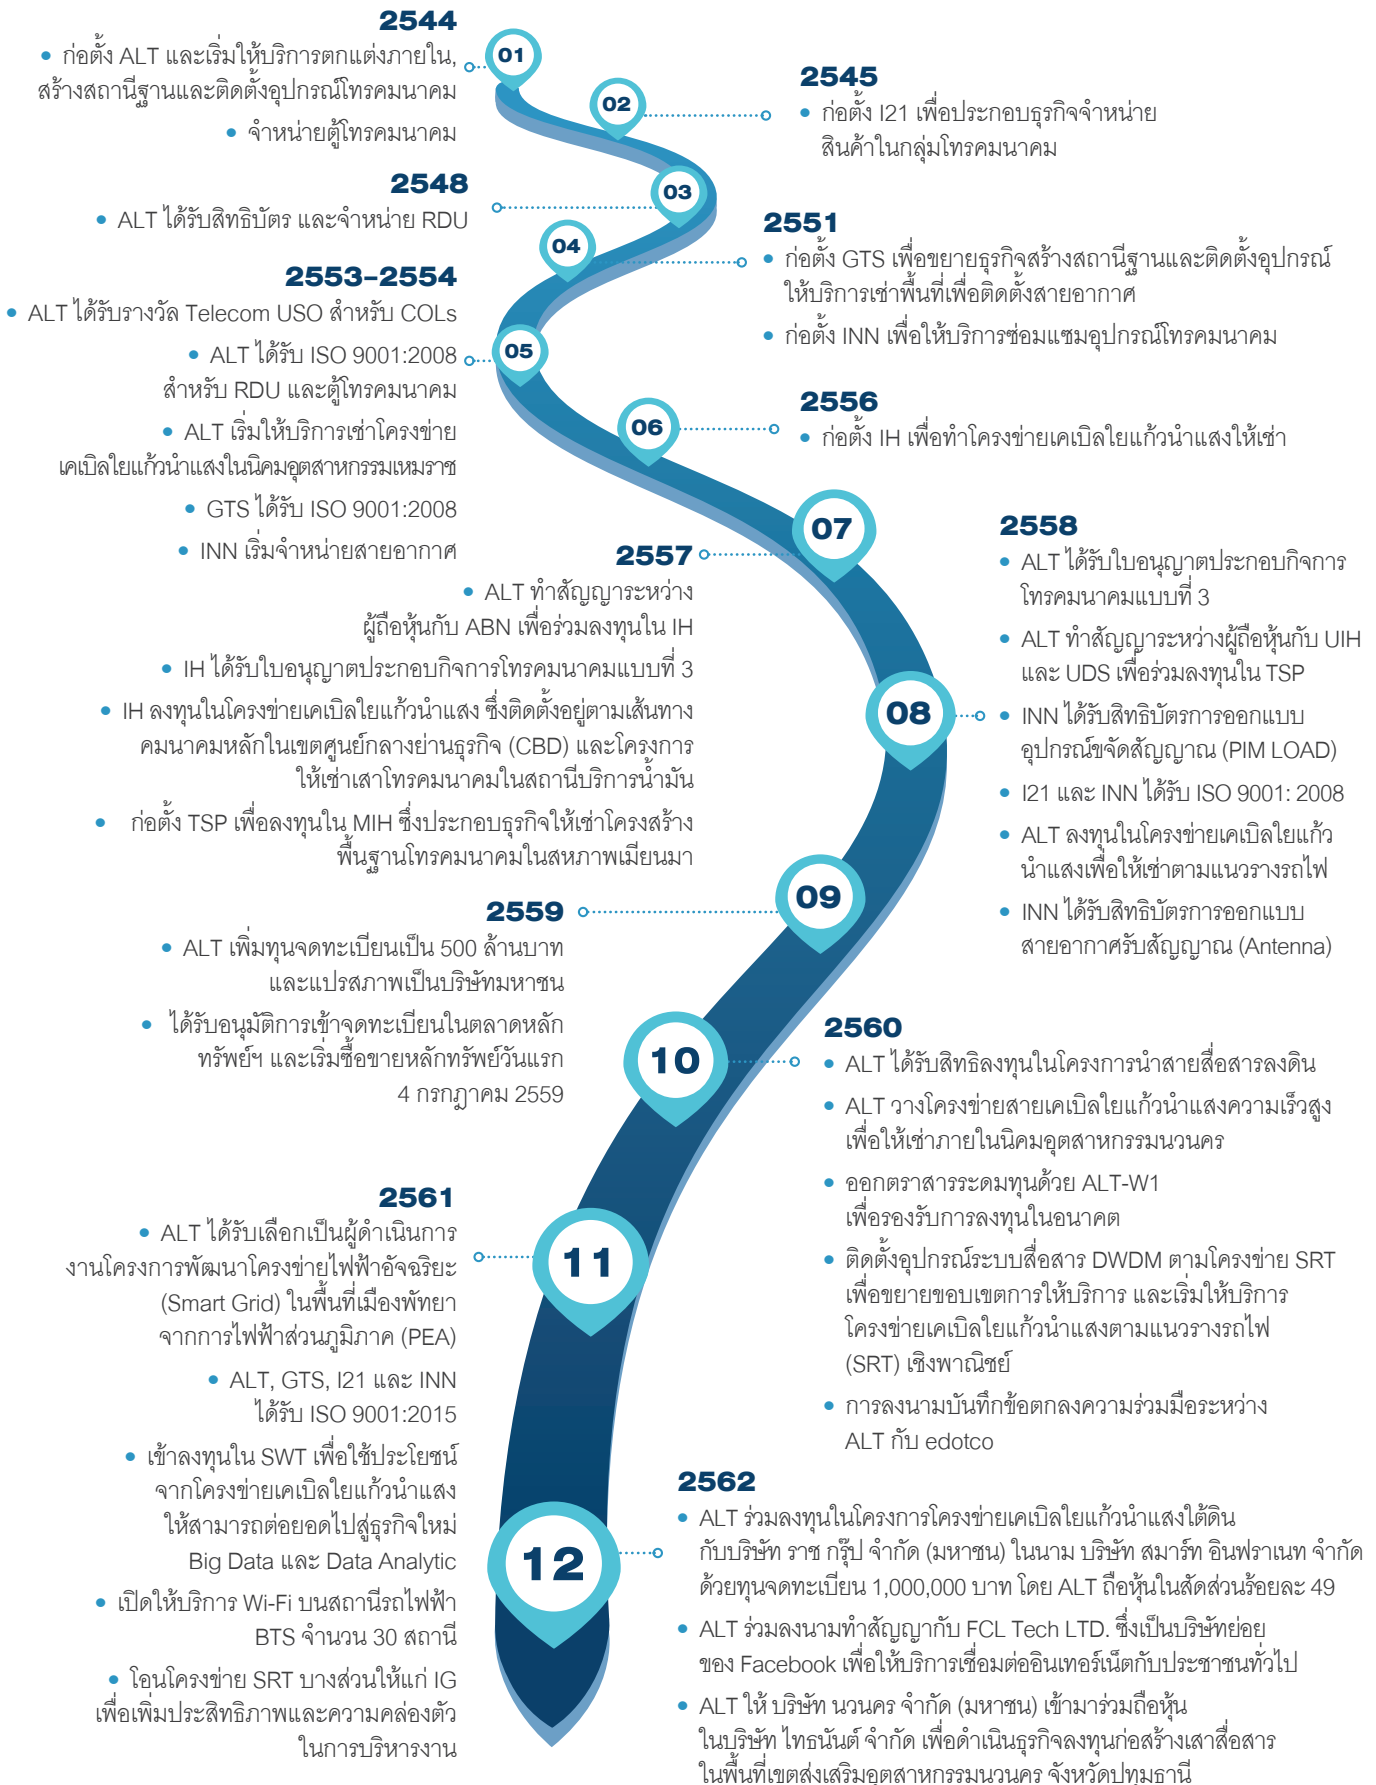 2544
• ก่อตั้ง ALT และเริ่มให้บริการตกแต่งภายใน,
สร้างสถานีฐานและติดตั้งอุปกรณ์โทรคมนาคม
• จำหน่ายตู้โทรคมนาคม
01
02
2545
• ก่อตั้ง I21 เพื่อประกอบธุรกิจจำหน่าย
สินค้าในกลุ่มโทรคมนาคม
2548
• ALT ได้รับสิทธิบัตร และจำหน่าย RDU
03
04
2551
• ก่อตั้ง GTS เพื่อขยายธุรกิจสร้างสถานีฐานและติดตั้งอุปกรณ์
ให้บริการเช่าพื้นที่เพื่อติดตั้งสายอากาศ
• ก่อตั้ง INN เพื่อให้บริการซ่อมแซมอุปกรณ์โทรคมนาคม
2553-2554
• ALT ได้รับรางวัล Telecom USO สำหรับ COLs
• ALT ได้รับ ISO 9001:2008
สำหรับ RDU และตู้โทรคมนาคม
• ALT เริ่มให้บริการเช่าโครงข่าย
เคเบิลใยแก้วนำแสงในนิคมอุตสาหกรรมเหมราช
• GTS ได้รับ ISO 9001:2008
• INN เริ่มจำหน่ายสายอากาศ
05
06
2556
• ก่อตั้ง IH เพื่อทำโครงข่ายเคเบิลใยแก้วนำแสงให้เช่า
07
2557
• ALT ทำสัญญาระหว่าง
ผู้ถือหุ้นกับ ABN เพื่อร่วมลงทุนใน IH
• IH ได้รับใบอนุญาตประกอบกิจการโทรคมนาคมแบบที่ 3
• IH ลงทุนในโครงข่ายเคเบิลใยแก้วนำแสง ซึ่งติดตั้งอยู่ตามเส้นทาง
คมนาคมหลักในเขตศูนย์กลางย่านธุรกิจ (CBD) และโครงการ
ให้เช่าเสาโทรคมนาคมในสถานีบริการน้ำมัน
• ก่อตั้ง TSP เพื่อลงทุนใน MIH ซึ่งประกอบธุรกิจให้เช่าโครงสร้าง
พื้นฐานโทรคมนาคมในสหภาพเมียนมา
08
2558
• ALT ได้รับใบอนุญาตประกอบกิจการ
โทรคมนาคมแบบที่ 3
• ALT ทำสัญญาระหว่างผู้ถือหุ้นกับ UIH
และ UDS เพื่อร่วมลงทุนใน TSP
• INN ได้รับสิทธิบัตรการออกแบบ
อุปกรณ์ขจัดสัญญาณ (PIM LOAD)
• I21 และ INN ได้รับ ISO 9001: 2008
• ALT ลงทุนในโครงข่ายเคเบิลใยแก้ว
นำแสงเพื่อให้เช่าตามแนวรางรถไฟ
• INN ได้รับสิทธิบัตรการออกแบบ
สายอากาศรับสัญญาณ (Antenna)
09
2559
• ALT เพิ่มทุนจดทะเบียนเป็น 500 ล้านบาท
และแปรสภาพเป็นบริษัทมหาชน
• ได้รับอนุมัติการเข้าจดทะเบียนในตลาดหลัก
ทรัพย์ฯ และเริ่มซื้อขายหลักทรัพย์วันแรก
4 กรกฎาคม 2559
10
2560
• ALT ได้รับสิทธิลงทุนในโครงการนำสายสื่อสารลงดิน
• ALT วางโครงข่ายสายเคเบิลใยแก้วนำแสงความเร็วสูง
เพื่อให้เช่าภายในนิคมอุตสาหกรรมนวนคร
• ออกตราสารระดมทุนด้วย ALT-W1
เพื่อรองรับการลงทุนในอนาคต
• ติดตั้งอุปกรณ์ระบบสื่อสาร DWDM ตามโครงข่าย SRT
เพื่อขยายขอบเขตการให้บริการ และเริ่มให้บริการ
โครงข่ายเคเบิลใยแก้วนำแสงตามแนวรางรถไฟ
(SRT) เชิงพาณิชย์
• การลงนามบันทึกข้อตกลงความร่วมมือระหว่าง
ALT กับ edotco
11
2561
• ALT ได้รับเลือกเป็นผู้ดำเนินการ
งานโครงการพัฒนาโครงข่ายไฟฟ้าอัจฉริยะ
(Smart Grid) ในพื้นที่เมืองพัทยา
จากการไฟฟ้าส่วนภูมิภาค (PEA)
• ALT, GTS, I21 และ INN
ได้รับ ISO 9001:2015
• เข้าลงทุนใน SWT เพื่อใช้ประโยชน์
จากโครงข่ายเคเบิลใยแก้วนำแสง
ให้สามารถต่อยอดไปสู่ธุรกิจใหม่
Big Data และ Data Analytic
• เปิดให้บริการ Wi-Fi บนสถานีรถไฟฟ้า
BTS จำนวน 30 สถานี
• โอนโครงข่าย SRT บางส่วนให้แก่ IG
เพื่อเพิ่มประสิทธิภาพและความคล่องตัว
ในการบริหารงาน
12
2562
• ALT ร่วมลงทุนในโครงการโครงข่ายเคเบิลใยแก้วนำแสงใต้ดิน
กับบริษัท ราช กรุ๊ป จำกัด (มหาชน) ในนาม บริษัท สมาร์ท อินฟราเนท จำกัด
ด้วยทุนจดทะเบียน 1,000,000 บาท โดย ALT ถือหุ้นในสัดส่วนร้อยละ 49
• ALT ร่วมลงนามทำสัญญากับ FCL Tech LTD. ซึ่งเป็นบริษัทย่อย
ของ Facebook เพื่อให้บริการเชื่อมต่ออินเทอร์เน็ตกับประชาชนทั่วไป
• ALT ให้ บริษัท นวนคร จำกัด (มหาชน) เข้ามาร่วมถือหุ้น
ในบริษัท ไทธนันต์ จำกัด เพื่อดำเนินธุรกิจลงทุนก่อสร้างเสาสื่อสาร
ในพื้นที่เขตส่งเสริมอุตสาหกรรมนวนคร จังหวัดปทุมธานี